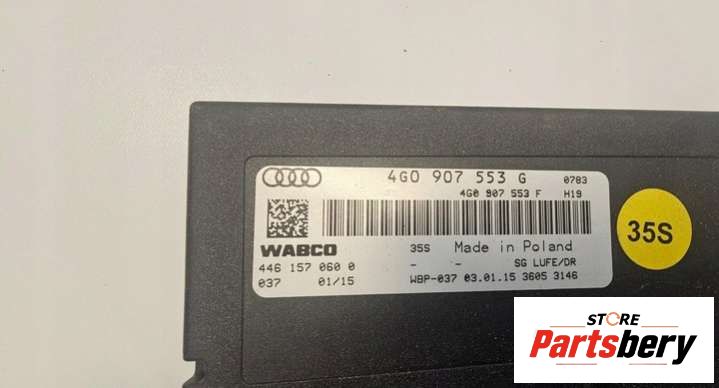 4G0 907 553 G 0783
4G0 907 553 F H19
WABCO 35S Made in Poland
446 157 060 0 - - SG LUFE/DR
037 01/15 WBP-037 03.01.15 3605 3146
35S
STORE
Partsbery